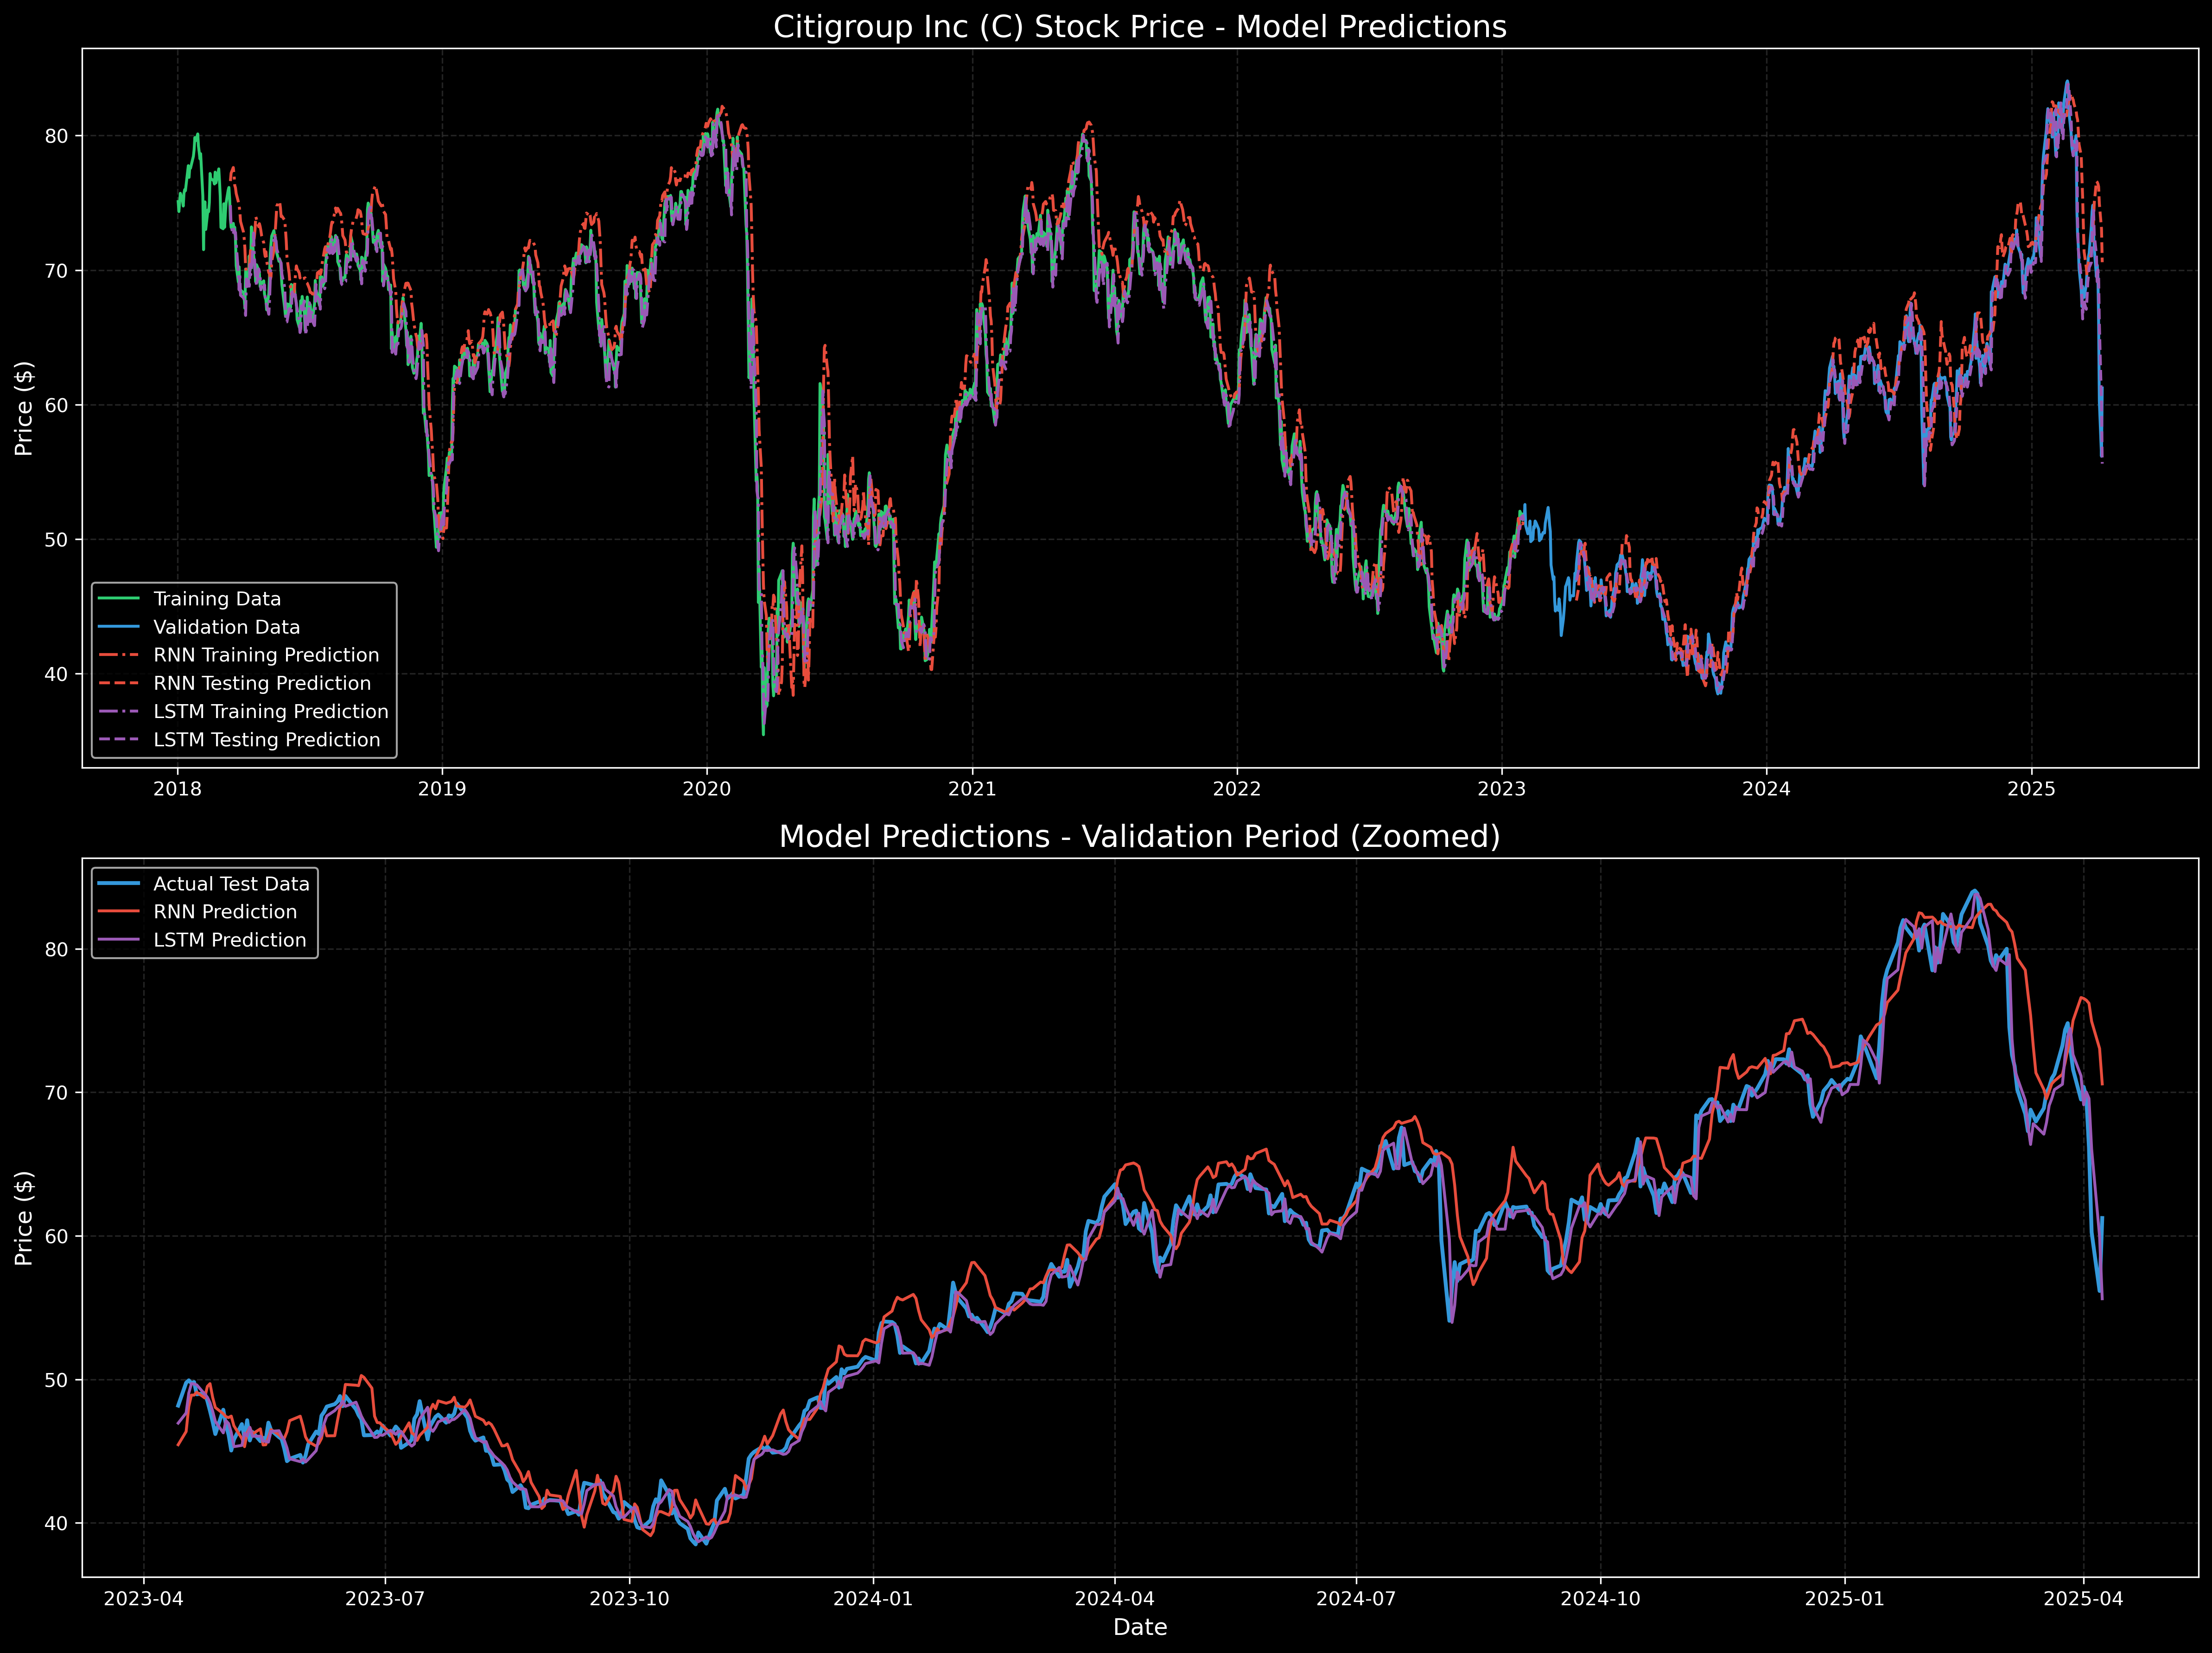 Citigroup Inc (C) Stock Price - Model Predictions
Price ($)
80
70
60
50
40
Training Data
Validation Data
RNN Training Prediction
RNN Testing Prediction
LSTM Training Prediction
LSTM Testing Prediction
2018 2019 2020 2021 2022 2023 2024 2025
Model Predictions - Validation Period (Zoomed)
Price ($)
80
70
60
50
40
Actual Test Data
RNN Prediction
LSTM Prediction
2023-04 2023-07 2023-10 2024-01 2024-04 2024-07 2024-10 2025-01 2025-04
Date